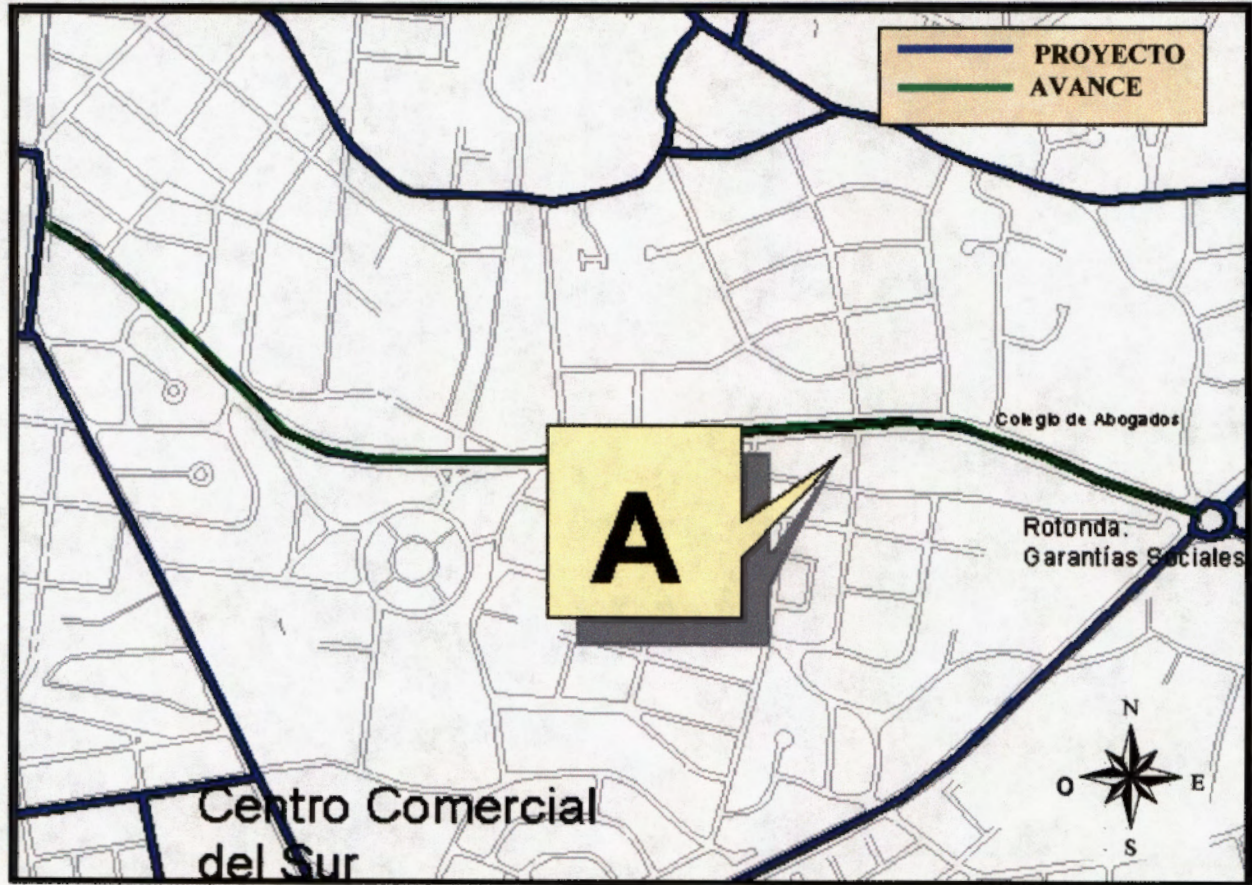 PROYECTO
AVANCE
Colegio de Abogados
A
Rotonda:
Garantías Sociales
N
O
E
S
Centro Comercial
del Sur